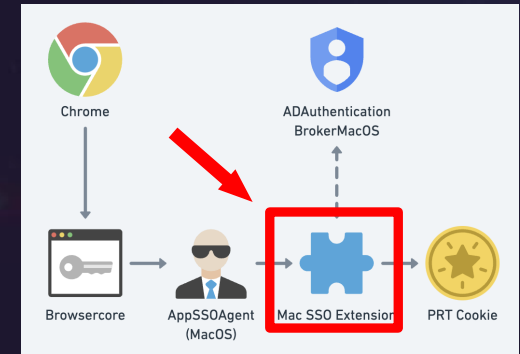 Chrome
ADAuthentication
BrokerMacOS
Browsercore
AppSSOAgent
(MacOS)
Mac SSO Extension
PRT Cookie